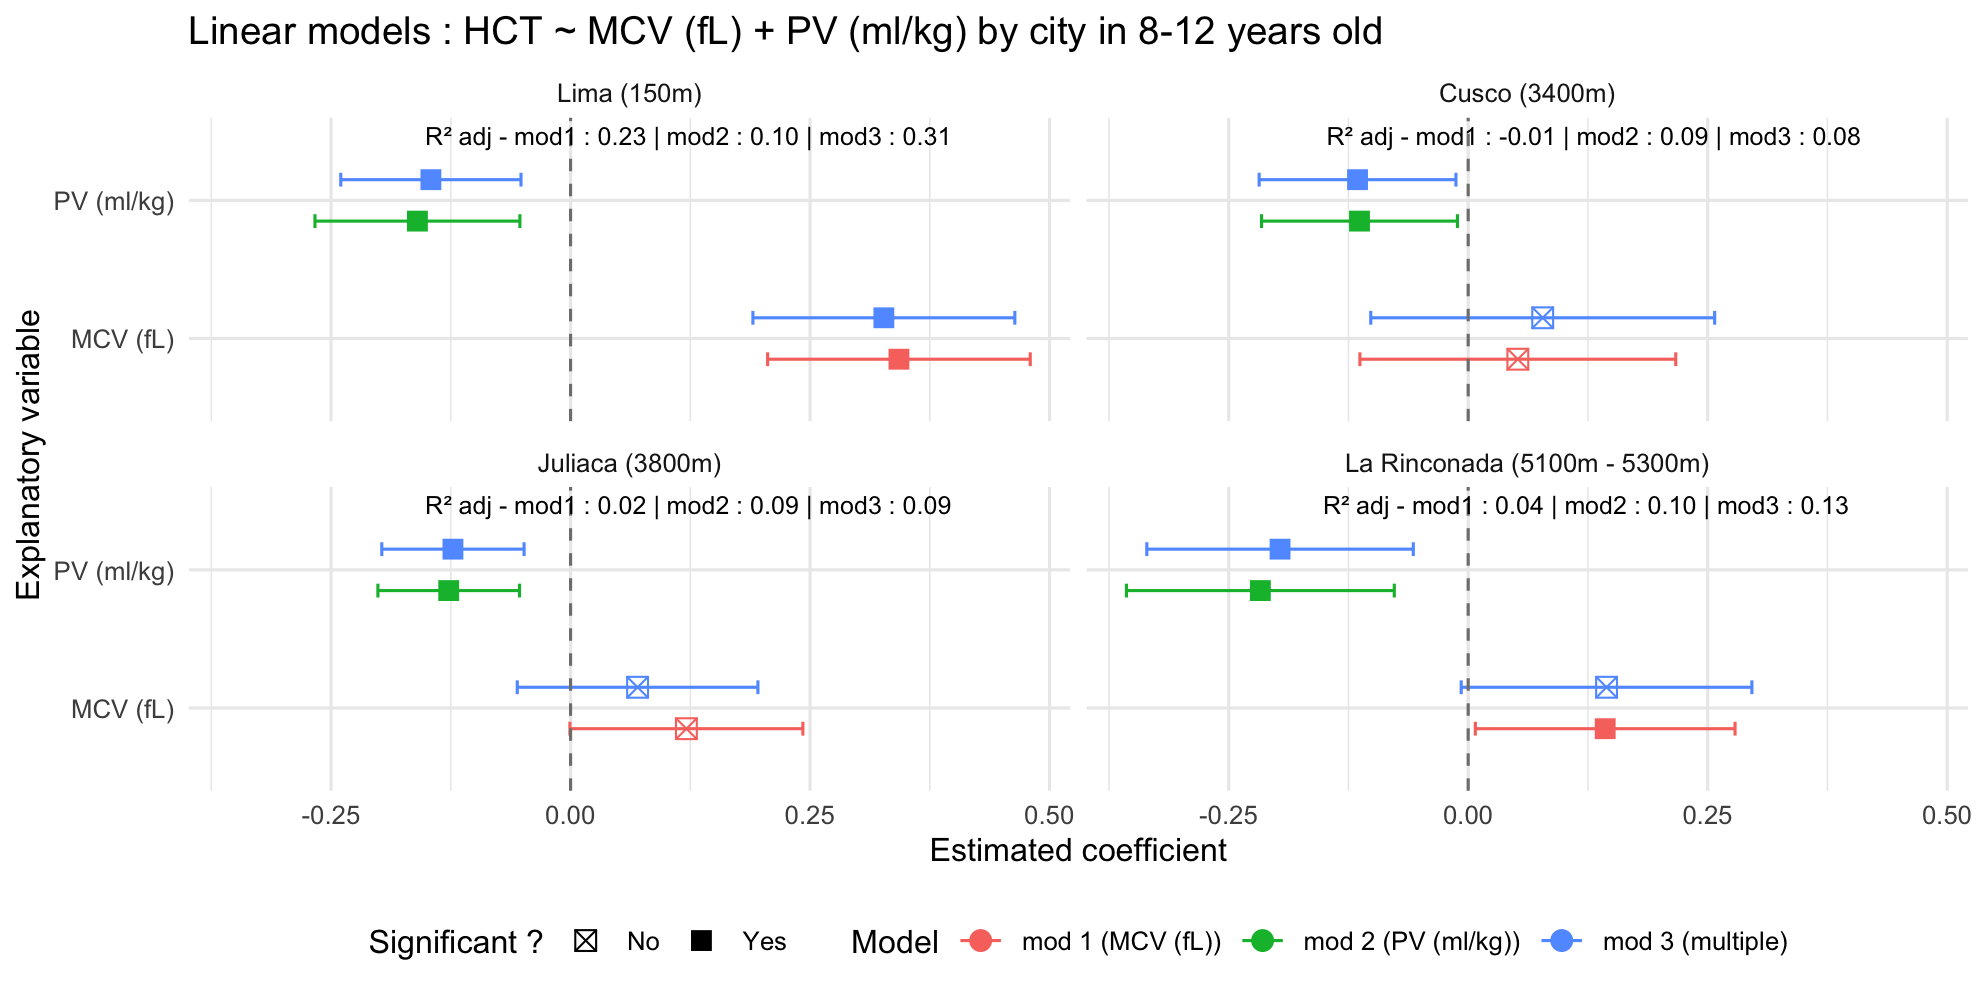 Linear models : HCT ~ MCV (fL) + PV (ml/kg) by city in 8-12 years old
Lima (150m)
Cusco (3400m)
R² adj - mod1 : 0.23 | mod2 : 0.10 | mod3 : 0.31
R² adj - mod1 : -0.01 | mod2 : 0.09 | mod3 : 0.08
PV (ml/kg)
MCV (fL)
Explanatory variable
Juliaca (3800m)
La Rinconada (5100m - 5300m)
R² adj - mod1 : 0.02 | mod2 : 0.09 | mod3 : 0.09
R² adj - mod1 : 0.04 | mod2 : 0.10 | mod3 : 0.13
PV (ml/kg)
MCV (fL)
-0.25 0.00 0.25 0.50
-0.25 0.00 0.25 0.50
Estimated coefficient
Significant ? No Yes Model mod 1 (MCV (fL)) mod 2 (PV (ml/kg)) mod 3 (multiple)